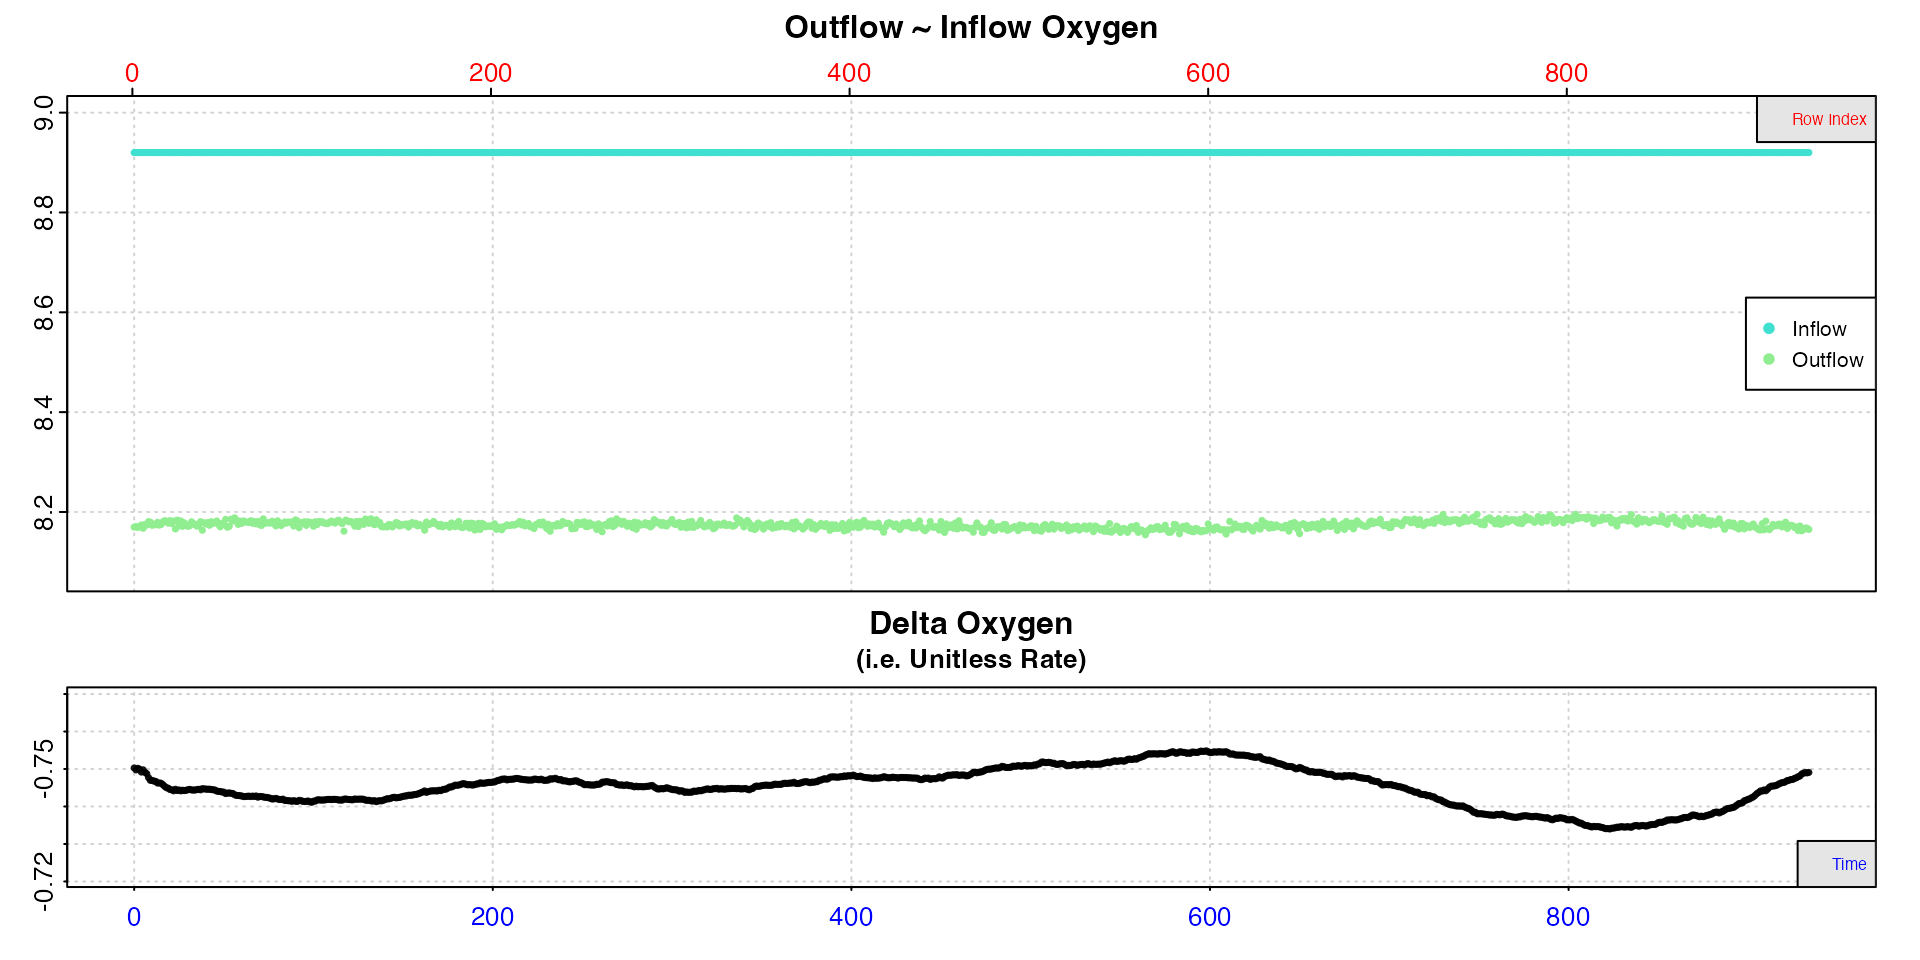 Outflow ~ Inflow Oxygen
0 200 400 600 800
Row Index
9.0
8.8
8.6
8.4
8.2
Inflow
Outflow
Delta Oxygen
(i.e. Unitless Rate)
-0.75
-0.72
Time
0 200 400 600 800